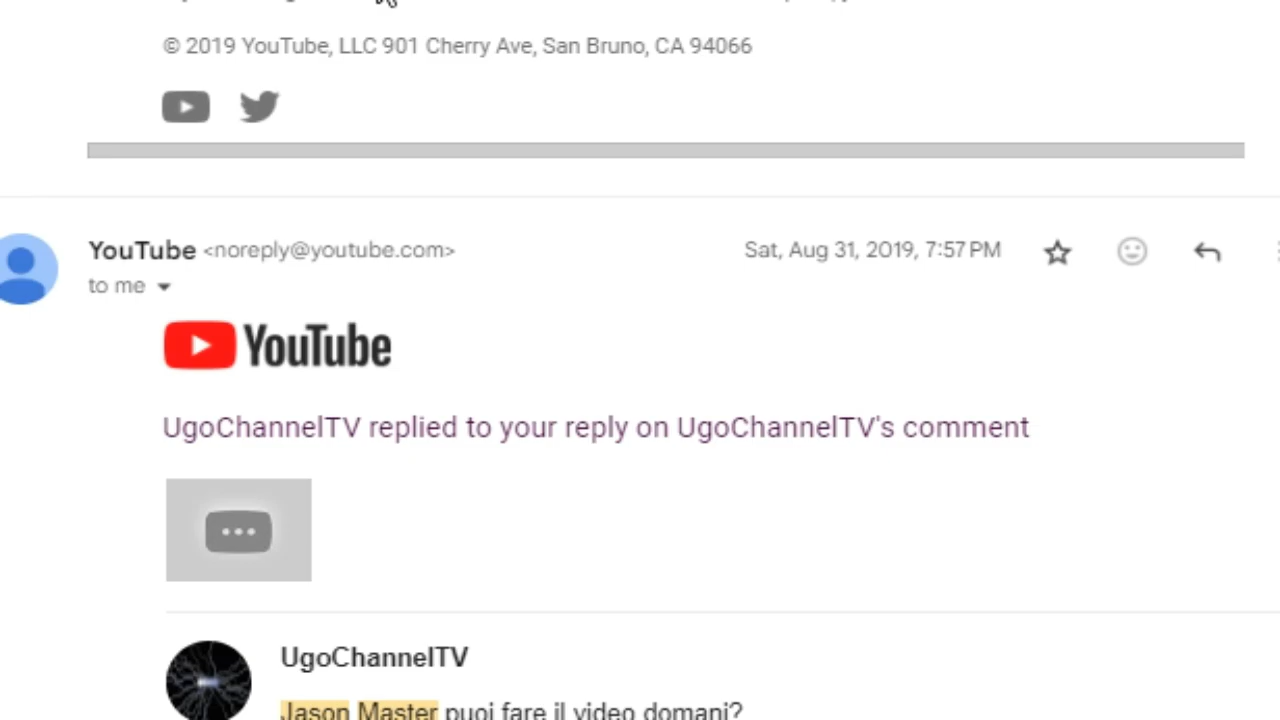 © 2019 YouTube, LLC 901 Cherry Ave, San Bruno, CA 94066
YouTube <noreply@youtube.com>
Sat, Aug 31, 2019, 7:57 PM
to me
YouTube
UgoChannelTV replied to your reply on UgoChannelTV's comment
UgoChannelTV
Jason Master puoi fare il video domani?